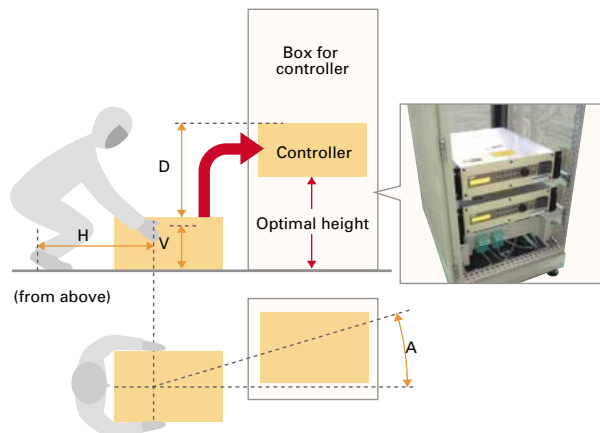 Box for
controller
D
Controller
Optimal height
H
V
(from above)
A